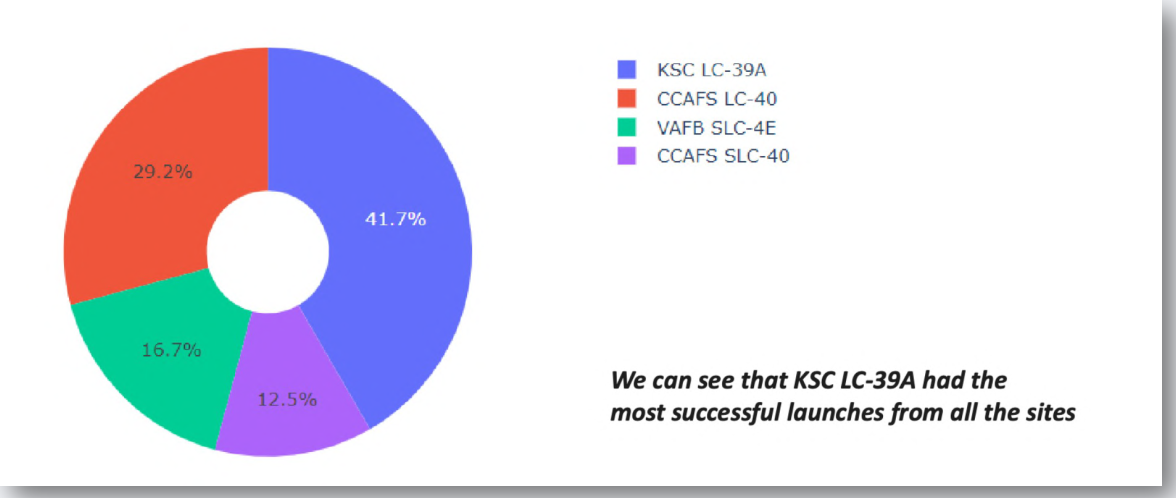 KSC LC-39A
CCAFS LC-40
VAFB SLC-4E
CCAFS SLC-40
29.2%
41.7%
16.7%
12.5%
We can see that KSC LC-39A had the
most successful launches from all the sites